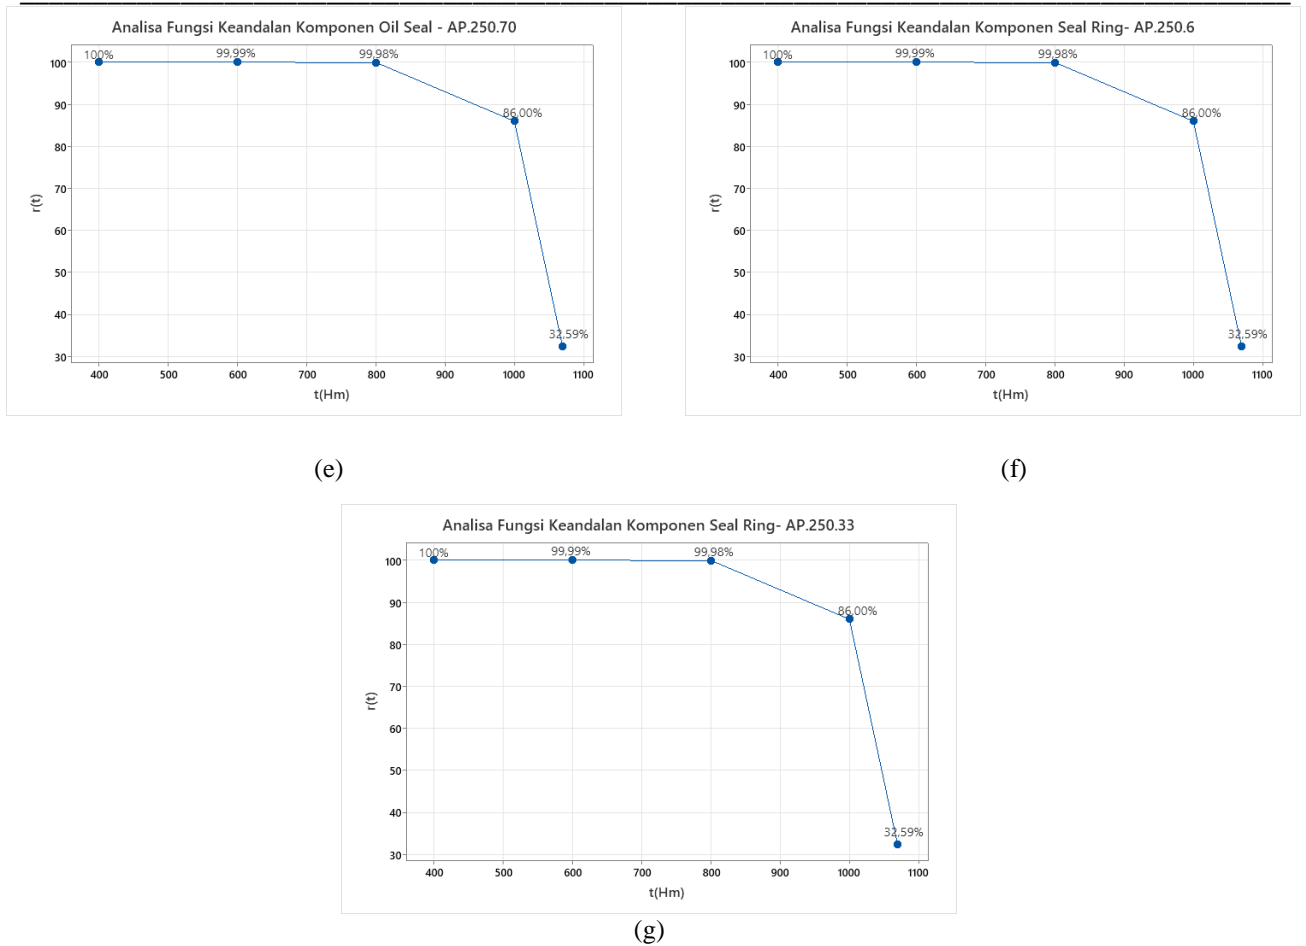 Analisa Fungsi Keandalan Komponen Oil Seal - AP.250.70
100%
99,99%
99,98%
86,00%
32,59%
100
90
80
70
60
50
40
30
r(t)
400 500 600 700 800 900 1000 1100
t(Hm)
(e)
Analisa Fungsi Keandalan Komponen Seal Ring- AP.250.6
100%
99,99%
99,98%
86,00%
32,59%
100
90
80
70
60
50
40
30
r(t)
400 500 600 700 800 900 1000 1100
t(Hm)
(f)
Analisa Fungsi Keandalan Komponen Seal Ring- AP.250.33
100%
99,99%
99,98%
86,00%
32,59%
100
90
80
70
60
50
40
30
r(t)
400 500 600 700 800 900 1000 1100
t(Hm)
(g)